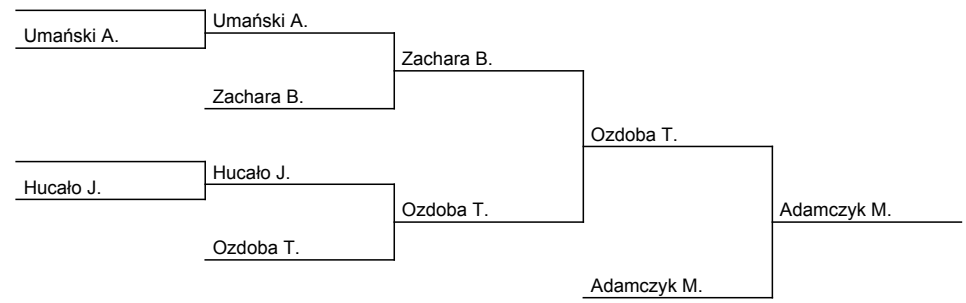 Umański A.
Umański A.
Zachara B.
Zachara B.
Ozdoba T.
Hucało J.
Hucało J.
Ozdoba T.
Adamczyk M.
Ozdoba T.
Adamczyk M.